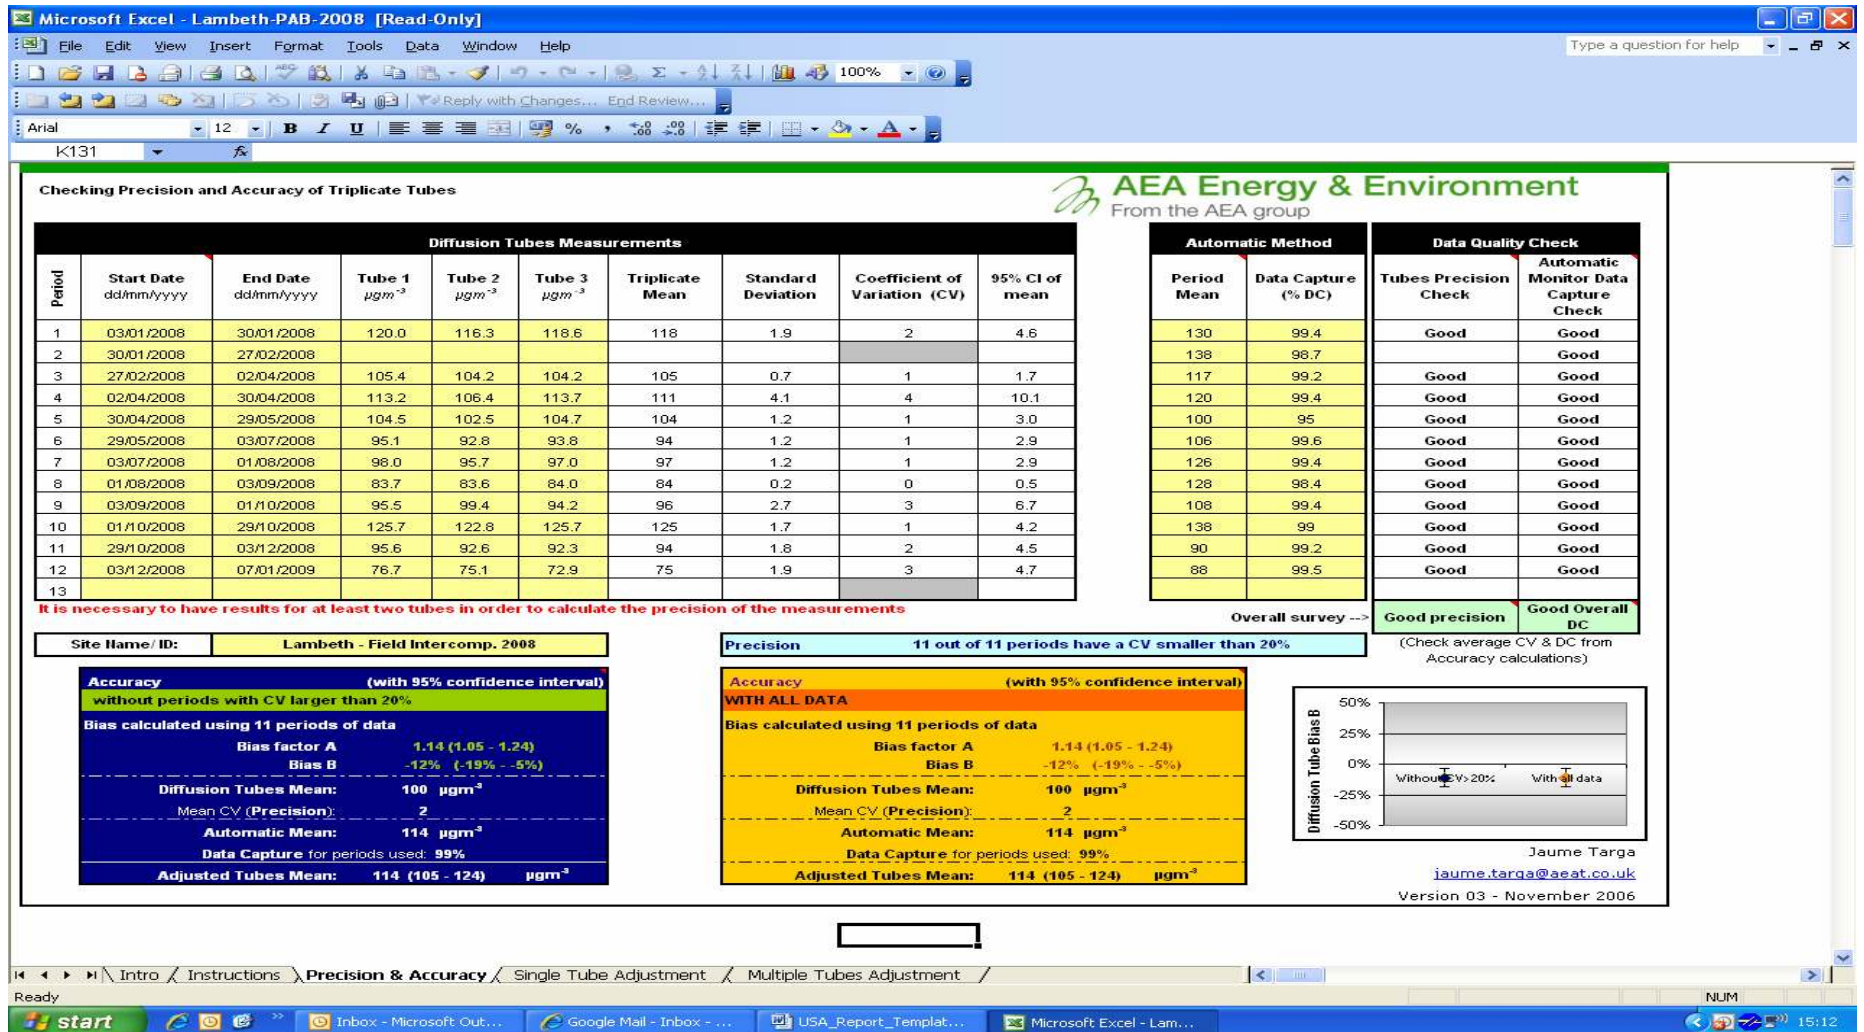 Microsoft Excel - Lambeth-PAB-2008 [Read-Only]
File Edit View Insert Format Tools Data Window Help
Type a question for help
100%
Reply with Changes... End Review...
Arial 12 B I U
K131 fx
Checking Precision and Accuracy of Triplicate Tubes
AEA Energy & Environment
From the AEA group
Diffusion Tubes Measurements
Automatic Method
Data Quality Check
Period
Start Date dd/mm/yyyy
End Date dd/mm/yyyy
Tube 1 µgm⁻³
Tube 2 µgm⁻³
Tube 3 µgm⁻³
Triplicate Mean
Standard Deviation
Coefficient of Variation (CV)
95% CI of mean
Period Mean
Data Capture (% DC)
Tubes Precision Check
Automatic Monitor Data Capture Check
1 03/01/2008 30/01/2008 120.0 116.3 118.6 118 1.9 2 4.6 130 99.4 Good Good
2 30/01/2008 27/02/2008 138 98.7 Good
3 27/02/2008 02/04/2008 105.4 104.2 104.2 105 0.7 1 1.7 117 99.2 Good Good
4 02/04/2008 30/04/2008 113.2 106.4 113.7 111 4.1 4 10.1 120 99.4 Good Good
5 30/04/2008 29/05/2008 104.5 102.5 104.7 104 1.2 1 3.0 100 95 Good Good
6 29/05/2008 03/07/2008 95.1 92.8 93.8 94 1.2 1 2.9 106 99.6 Good Good
7 03/07/2008 01/08/2008 98.0 95.7 97.0 97 1.2 1 2.9 126 99.4 Good Good
8 01/08/2008 03/09/2008 83.7 83.6 84.0 84 0.2 0 0.5 128 98.4 Good Good
9 03/09/2008 01/10/2008 95.5 99.4 94.2 96 2.7 3 6.7 108 99.4 Good Good
10 01/10/2008 29/10/2008 125.7 122.8 125.7 125 1.7 1 4.2 138 99 Good Good
11 29/10/2008 03/12/2008 95.6 92.6 92.3 94 1.8 2 4.5 90 99.2 Good Good
12 03/12/2008 07/01/2009 76.7 75.1 72.9 75 1.9 3 4.7 88 99.5 Good Good
13
It is necessary to have results for at least two tubes in order to calculate the precision of the measurements
Overall survey --> Good precision Good Overall DC
Site Name/ ID: Lambeth - Field Intercomp. 2008
Precision 11 out of 11 periods have a CV smaller than 20%
(Check average CV & DC from
Accuracy calculations)
Accuracy (with 95% confidence interval)
without periods with CV larger than 20%
Bias calculated using 11 periods of data
Bias factor A 1.14 (1.05 - 1.24)
Bias B -12% (-19% - -5%)
Diffusion Tubes Mean: 100 µgm⁻³
Mean CV (Precision): 2
Automatic Mean: 114 µgm⁻³
Data Capture for periods used: 99%
Adjusted Tubes Mean: 114 (105 - 124) µgm⁻³
Accuracy (with 95% confidence interval)
WITH ALL DATA
Bias calculated using 11 periods of data
Bias factor A 1.14 (1.05 - 1.24)
Bias B -12% (-19% - -5%)
Diffusion Tubes Mean: 100 µgm⁻³
Mean CV (Precision): 2
Automatic Mean: 114 µgm⁻³
Data Capture for periods used: 99%
Adjusted Tubes Mean: 114 (105 - 124) µgm⁻³
Diffusion Tube Bias B
50%
25%
0%
-25%
-50%
Without CV>20% With all data
Jaume Targa
jaume.targa@aeat.co.uk
Version 03 - November 2006
Intro Instructions Precision & Accuracy Single Tube Adjustment Multiple Tubes Adjustment
Ready NUM
start Inbox - Microsoft Out... Google Mail - Inbox - ... USA_Report_Templat... Microsoft Excel - Lam... 15:12